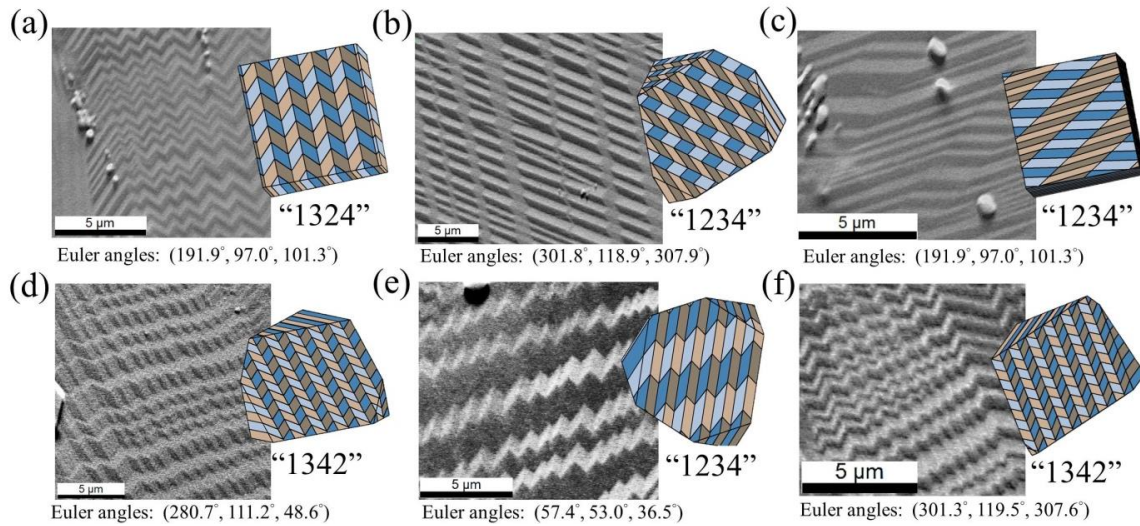 (a)
(b)
(c)
5 µm
"1324"
5 µm
"1234"
5 µm
"1234"
Euler angles: (191.9°, 97.0°, 101.3°)
Euler angles: (301.8°, 118.9°, 307.9°)
Euler angles: (191.9°, 97.0°, 101.3°)
(d)
(e)
(f)
5 µm
"1342"
5 µm
"1234"
5 µm
"1342"
Euler angles: (280.7°, 111.2°, 48.6°)
Euler angles: (57.4°, 53.0°, 36.5°)
Euler angles: (301.3°, 119.5°, 307.6°)